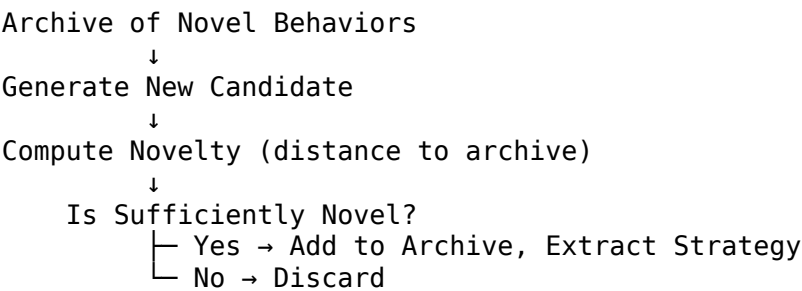 Archive of Novel Behaviors
↓
Generate New Candidate
↓
Compute Novelty (distance to archive)
↓
Is Sufficiently Novel?
├─ Yes → Add to Archive, Extract Strategy
└─ No → Discard